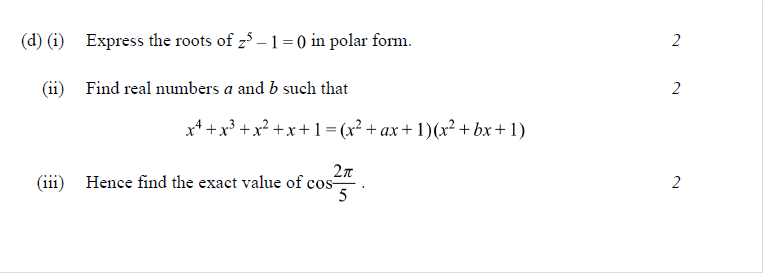 (d) (i) Express the roots of z⁵ – 1 = 0 in polar form. 2
(ii) Find real numbers a and b such that 2
x⁴ + x³ + x² + x + 1 = (x² + ax + 1)(x² + bx + 1)
(iii) Hence find the exact value of cos 2π/5 . 2